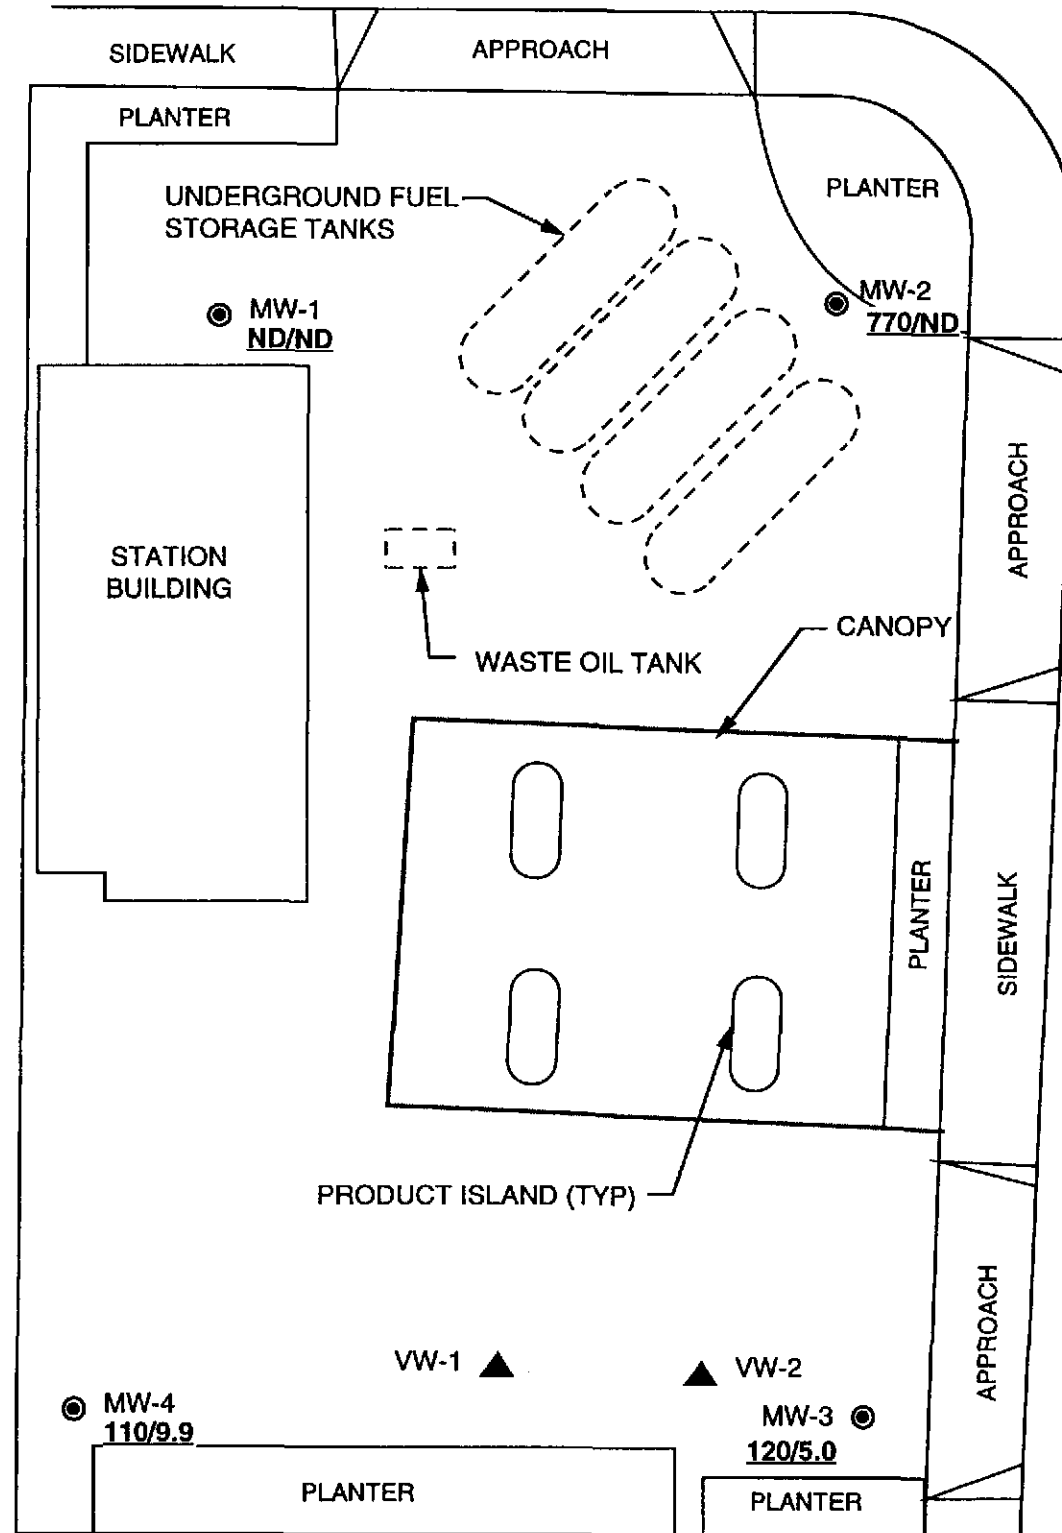 SIDEWALK
APPROACH
PLANTER
UNDERGROUND FUEL
STORAGE TANKS
PLANTER
MW-1
ND/ND
MW-2
770/ND
APPROACH
STATION
BUILDING
CANOPY
WASTE OIL TANK
PLANTER
SIDEWALK
PRODUCT ISLAND (TYP)
APPROACH
VW-1
VW-2
MW-4
110/9.9
MW-3
120/5.0
PLANTER
PLANTER